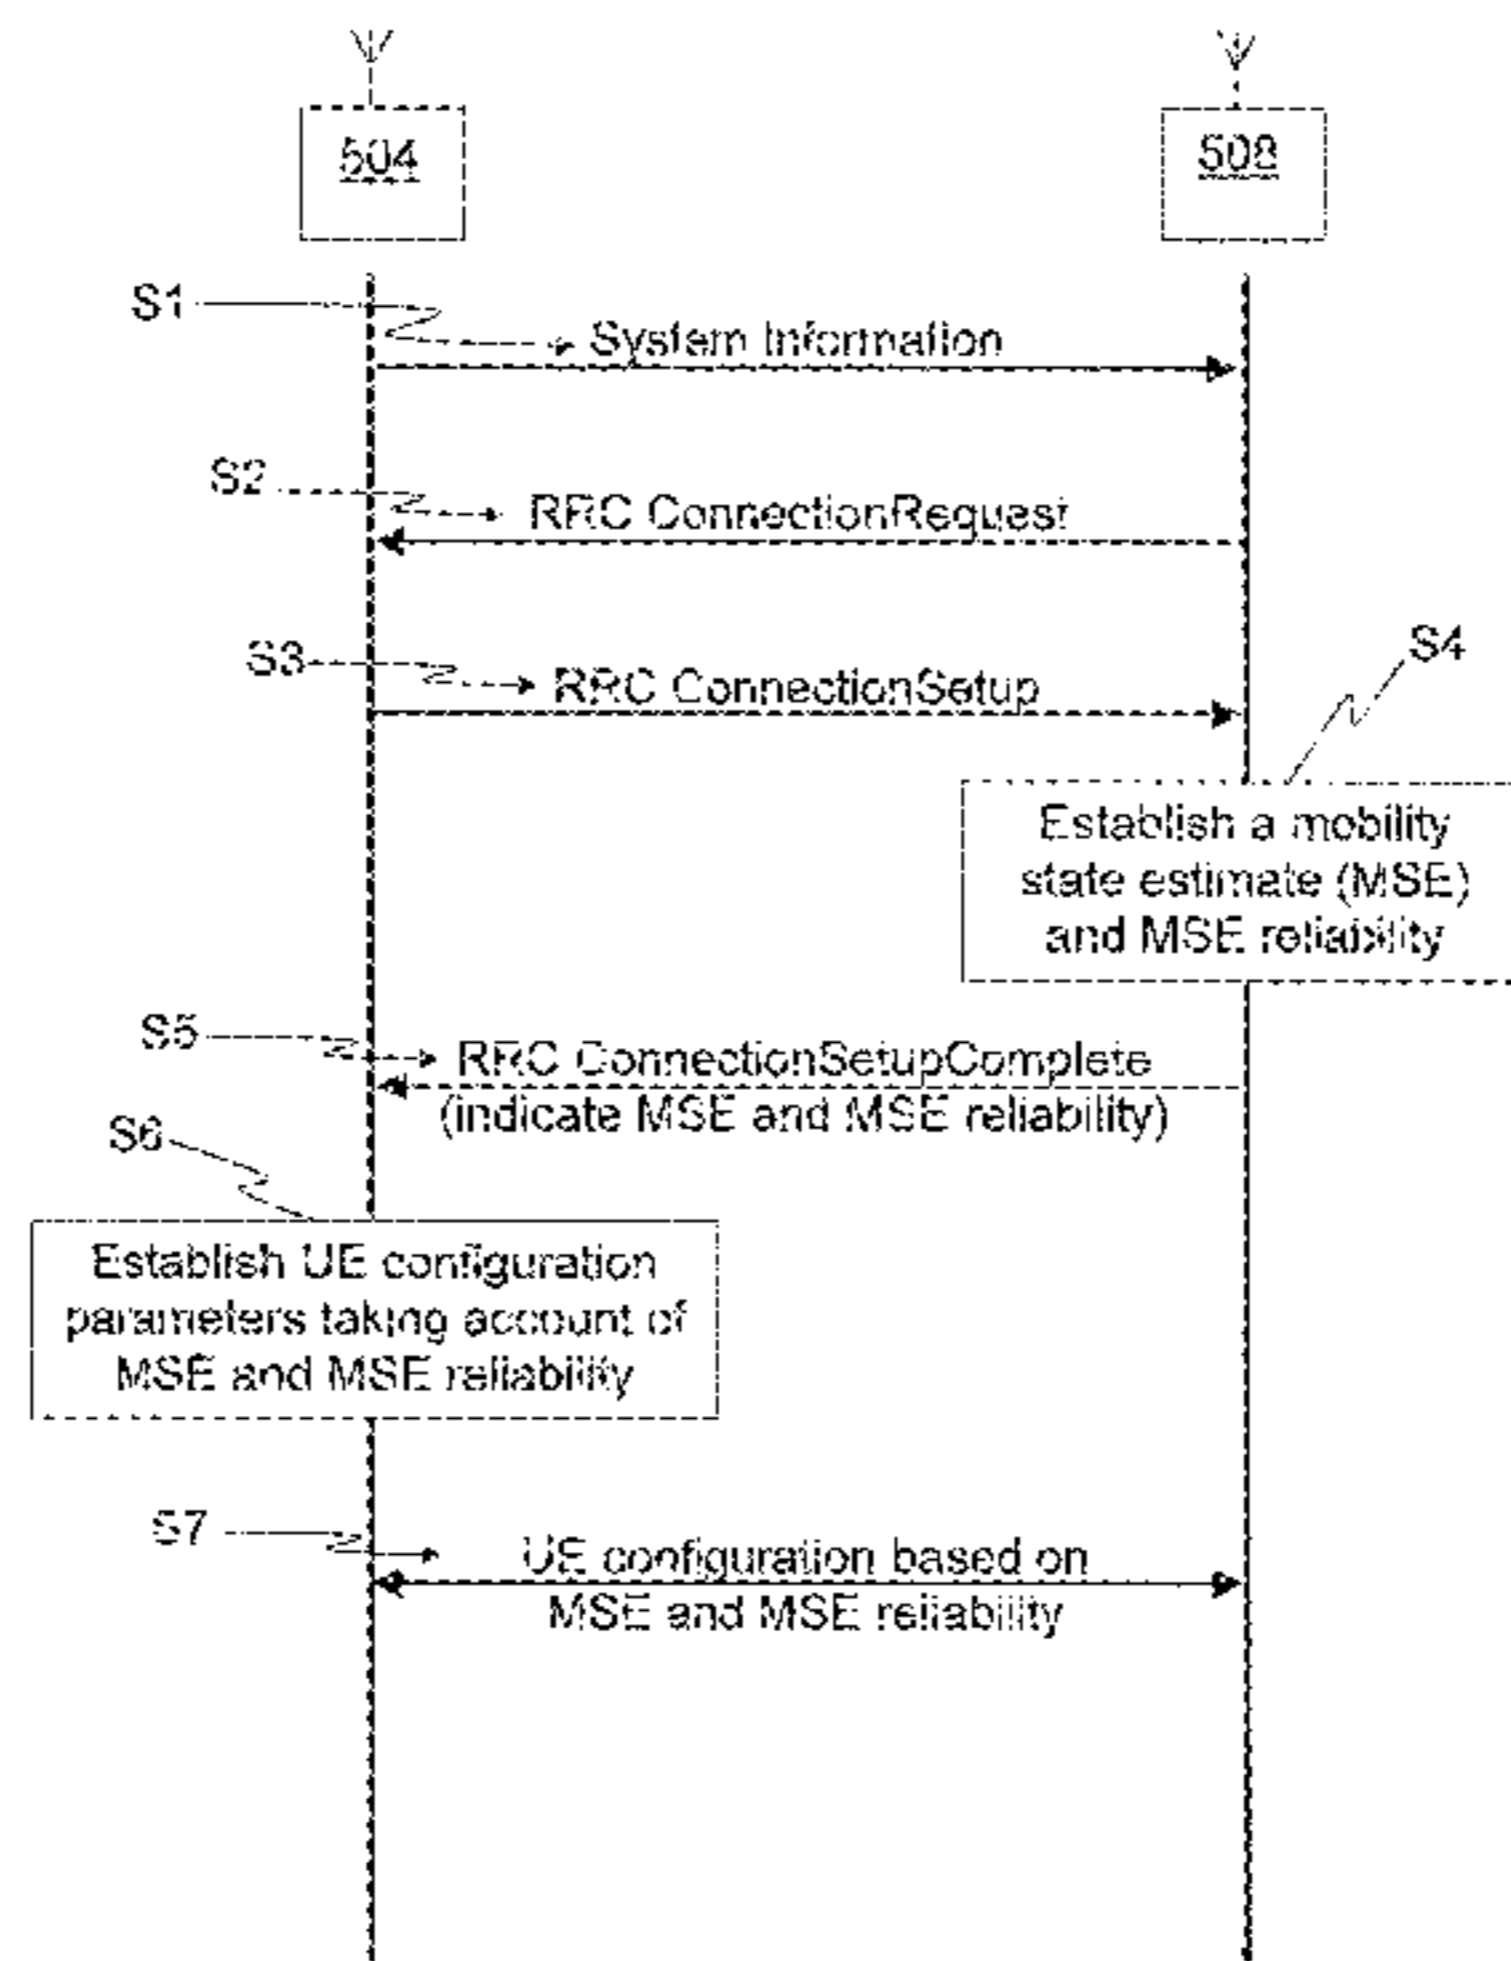 504
508
S1
System Information
S2
RRC ConnectionRequest
S3
RRC ConnectionSetup
S4
Establish a mobility
state estimate (MSE)
and MSE reliability
S5
RRC ConnectionSetupComplete
(indicate MSE and MSE reliability)
S6
Establish UE configuration
parameters taking account of
MSE and MSE reliability
S7
UE configuration based on
MSE and MSE reliability